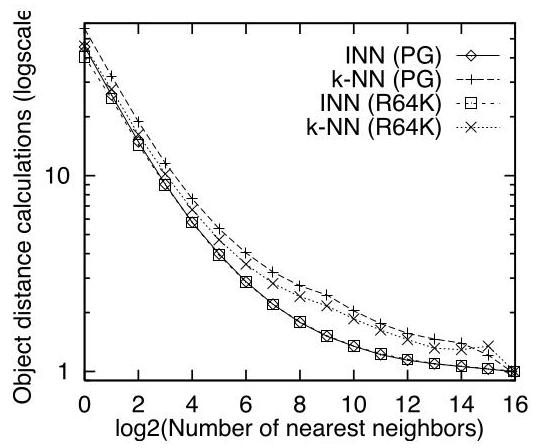 Object distance calculations (logscale
10
1
INN (PG)
k-NN (PG)
INN (R64K)
k-NN (R64K)
0 2 4 6 8 10 12 14 16
log2(Number of nearest neighbors)